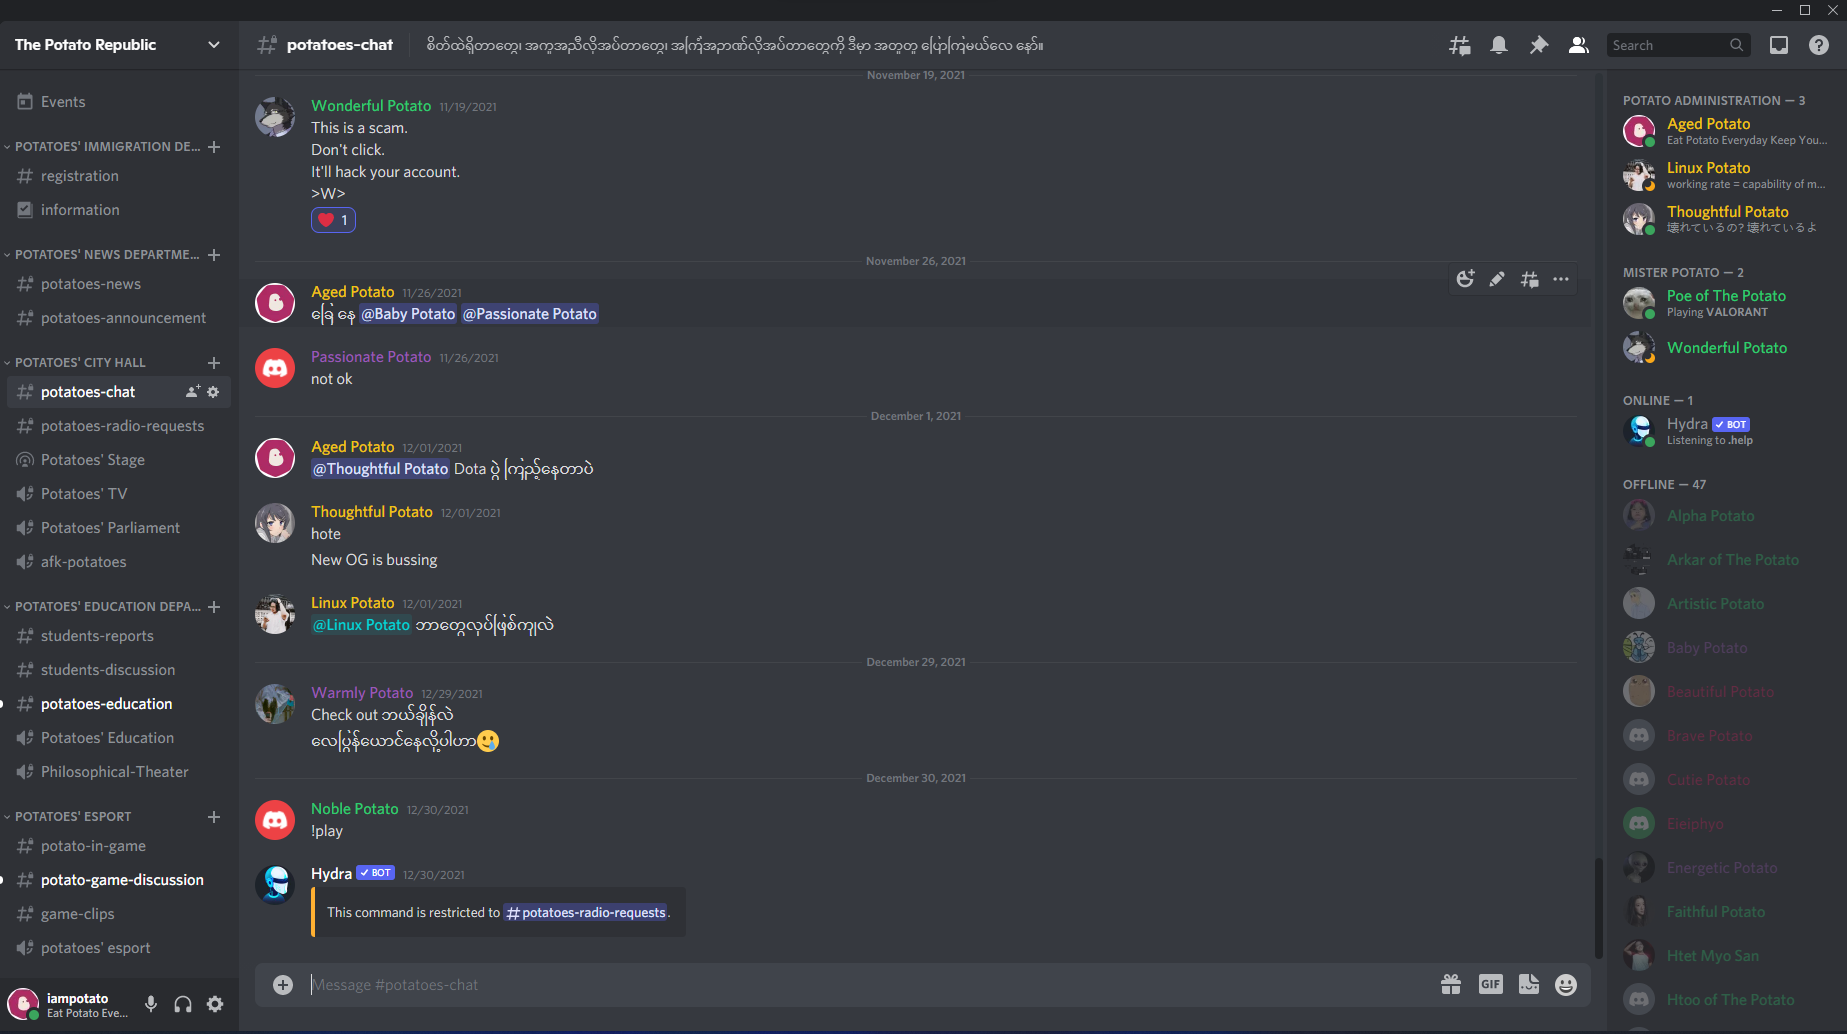 The Potato Republic
Events
POTATOES' IMMIGRATION DE...
registration
information
POTATOES' NEWS DEPARTME...
potatoes-news
potatoes-announcement
POTATOES' CITY HALL
potatoes-chat
potatoes-radio-requests
Potatoes' Stage
Potatoes' TV
Potatoes' Parliament
afk-potatoes
POTATOES' EDUCATION DEPA...
students-reports
students-discussion
potatoes-education
Potatoes' Education
Philosophical-Theater
POTATOES' ESPORT
potato-in-game
potato-game-discussion
game-clips
potatoes' esport
iampotato
Eat Potato Eve...
potatoes-chat
စိတ်ထဲရှိတာတွေ၊ အကူအညီလိုအပ်တာတွေ၊ အကြံအဉာဏ်လိုအပ်တာတွေကို ဒီမှာ အတူတူ ပြောကြမယ်လေ နော်။
Search
November 19, 2021
Wonderful Potato 11/19/2021
This is a scam.
Don't click.
It'll hack your account.
>W>
1
November 26, 2021
Aged Potato 11/26/2021
ခြေ နေ @Baby Potato @Passionate Potato
Passionate Potato 11/26/2021
not ok
December 1, 2021
Aged Potato 12/01/2021
@Thoughtful Potato Dota ပွဲ ကြည့်နေတာပဲ
Thoughtful Potato 12/01/2021
hote
New OG is bussing
Linux Potato 12/01/2021
@Linux Potato ဘာတွေလုပ်ဖြစ်ကျလဲ
December 29, 2021
Warmly Potato 12/29/2021
Check out ဘယ်ချိန်လဲ
လေပြွန်ယောင်နေလို့ပါဟာ🥲
December 30, 2021
Noble Potato 12/30/2021
!play
Hydra BOT 12/30/2021
This command is restricted to #potatoes-radio-requests.
Message #potatoes-chat
GIF
POTATO ADMINISTRATION — 3
Aged Potato
Eat Potato Everyday Keep You...
Linux Potato
working rate = capability of m...
Thoughtful Potato
壊れているの? 壊れているよ
MISTER POTATO — 2
Poe of The Potato
Playing VALORANT
Wonderful Potato
ONLINE — 1
Hydra BOT
Listening to .help
OFFLINE — 47
Alpha Potato
Arkar of The Potato
Artistic Potato
Baby Potato
Beautiful Potato
Brave Potato
Cutie Potato
Eieiphyo
Energetic Potato
Faithful Potato
Htet Myo San
Htoo of The Potato